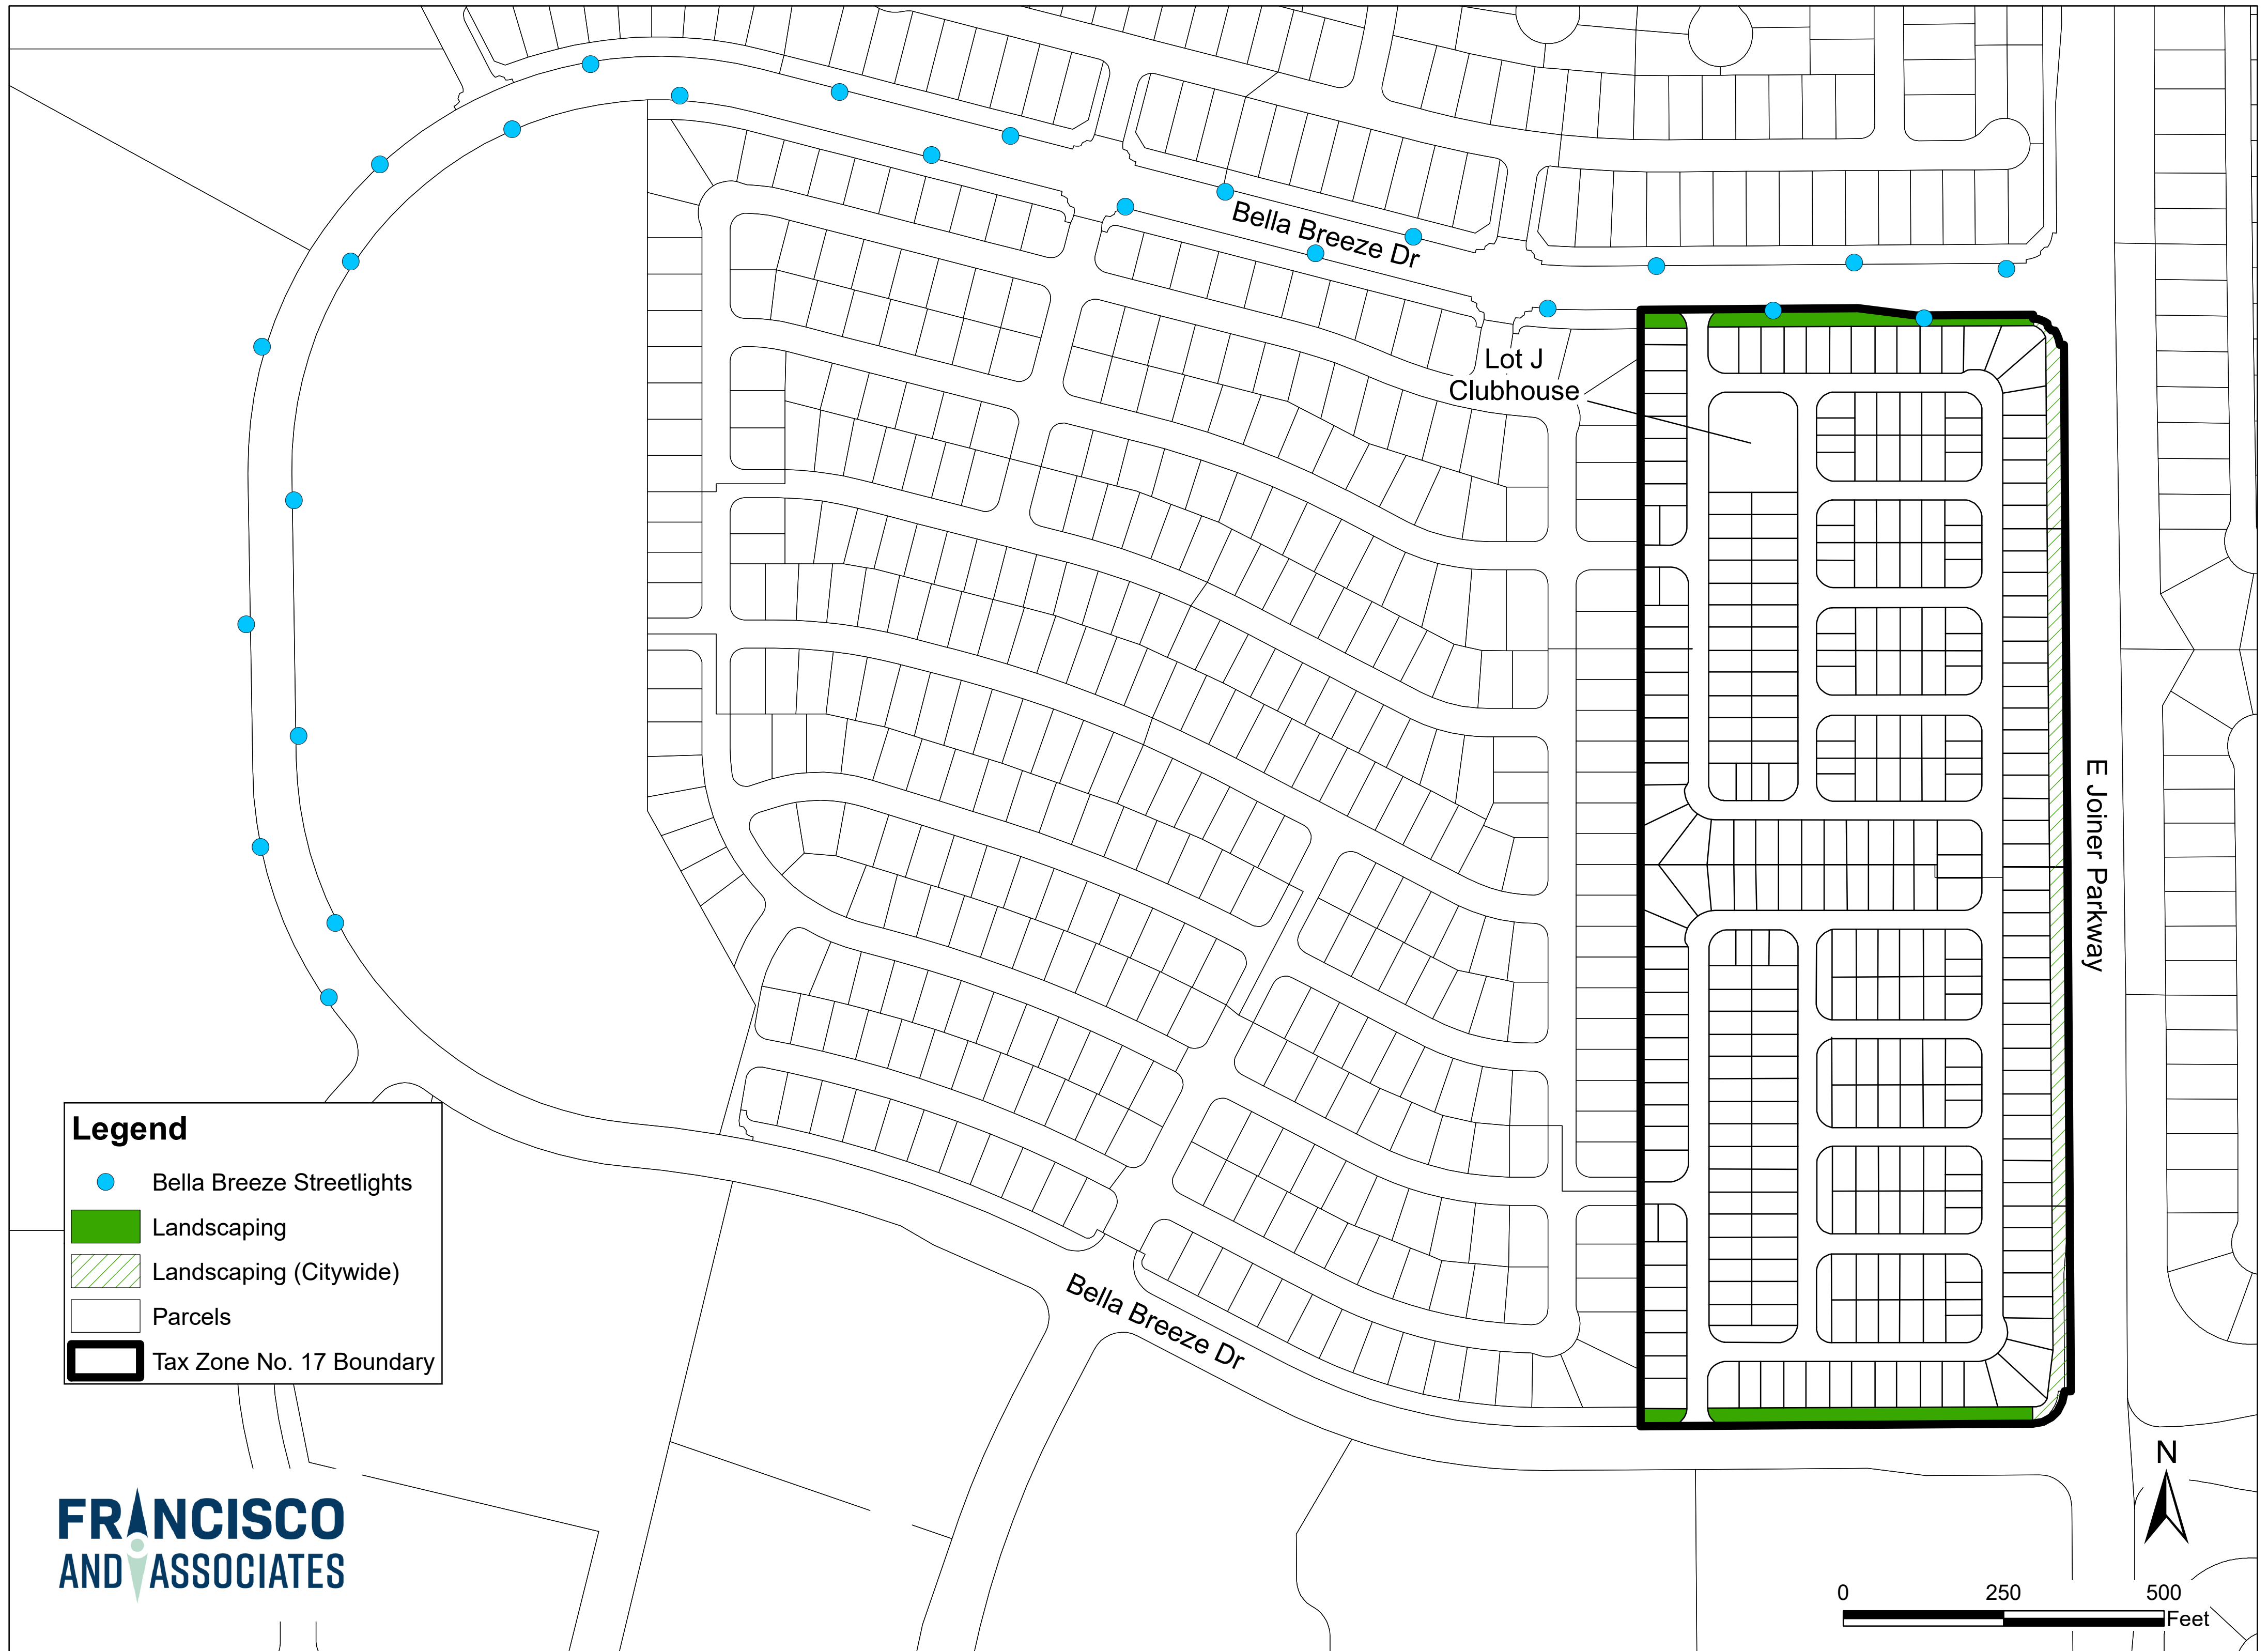 Bella Breeze Dr
Lot J
Clubhouse
E Joiner Parkway
Bella Breeze Dr
Legend
Bella Breeze Streetlights
Landscaping
Landscaping (Citywide)
Parcels
Tax Zone No. 17 Boundary
FRANCISCO
AND ASSOCIATES
N
0 250 500
Feet